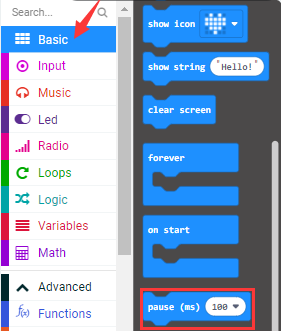 Search...
Basic
Input
Music
Led
Radio
Loops
Logic
Variables
Math
Advanced
f(x) Functions
show icon
show string "Hello!"
clear screen
forever
on start
pause (ms) 100